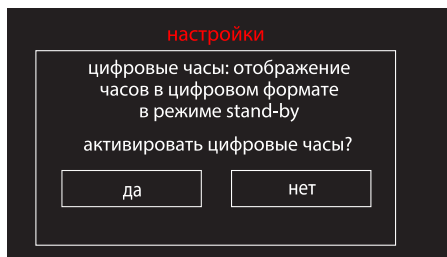 настройки
цифровые часы: отображение
часов в цифровом формате
в режиме stand-by
активировать цифровые часы?
да
нет